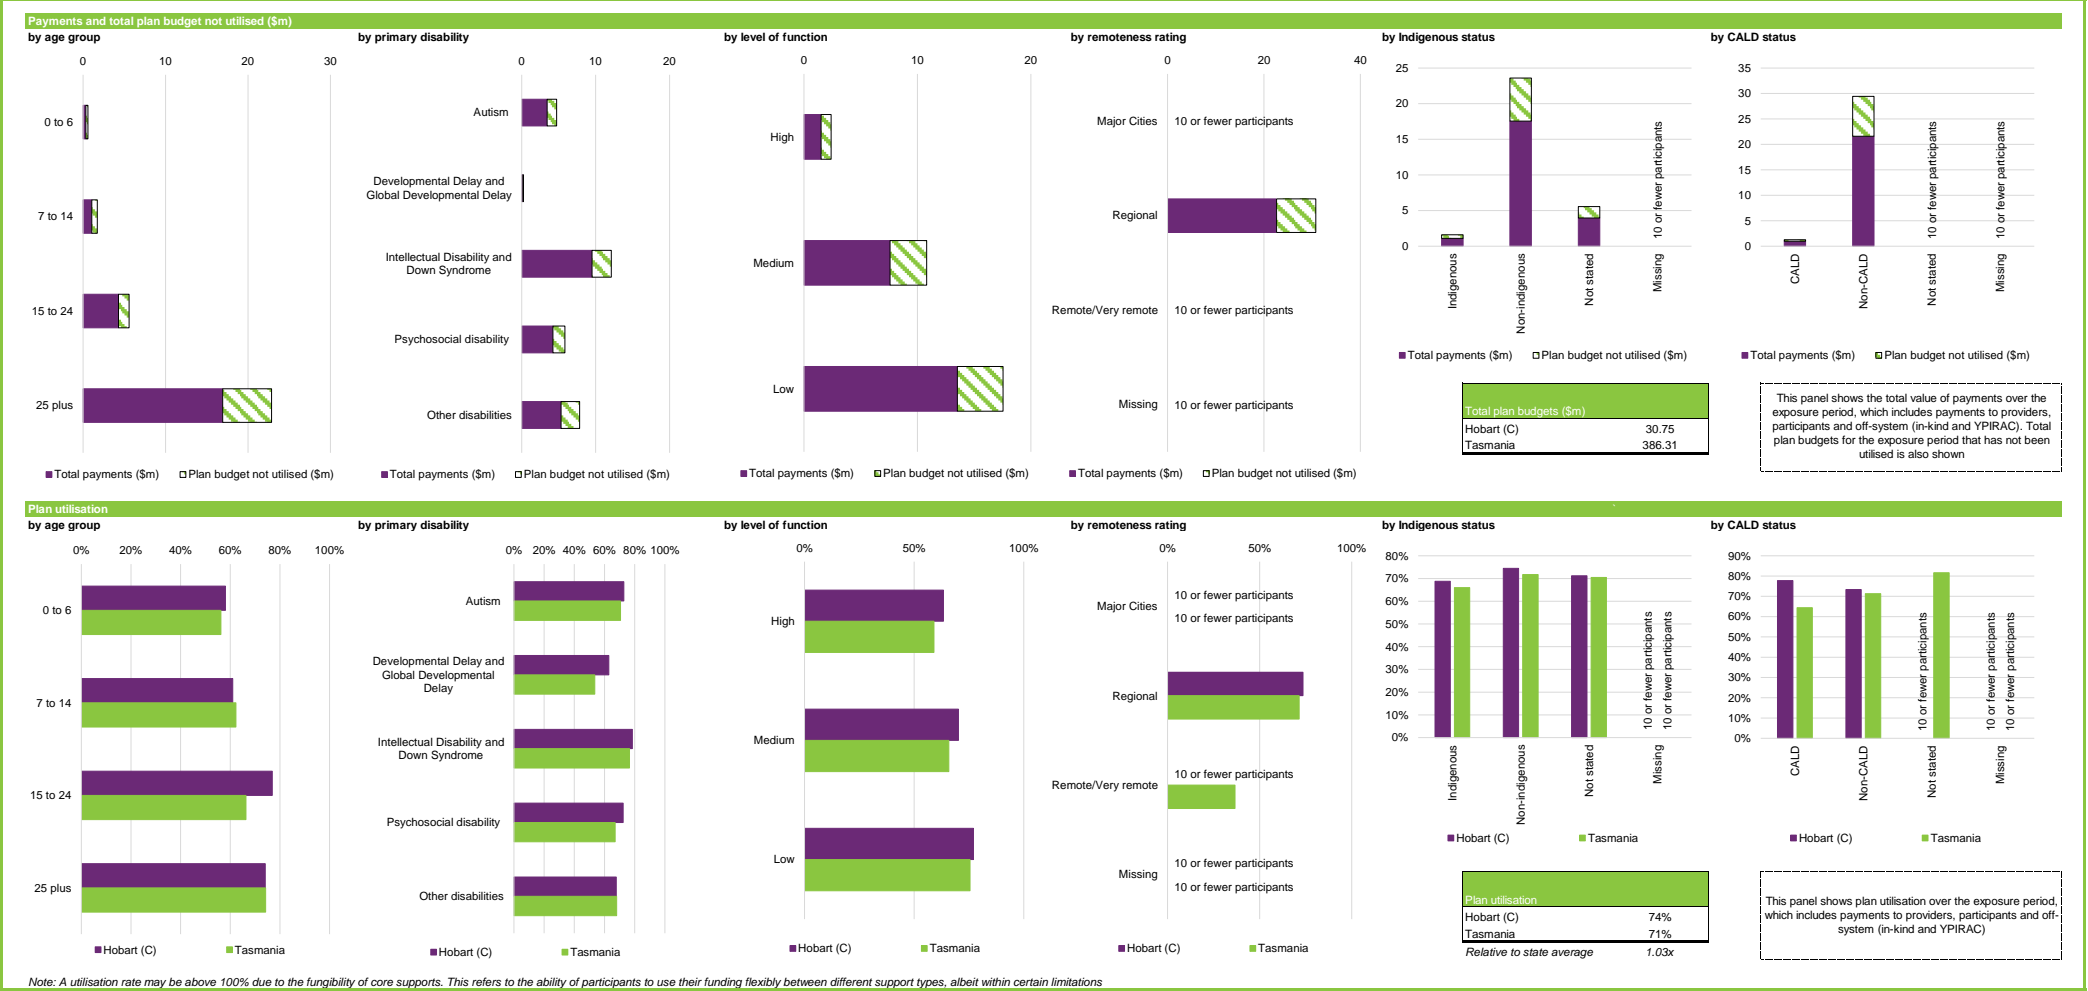 Payments and total plan budget not utilised ($m)
by age group
0 10 20 30
0 to 6
7 to 14
15 to 24
25 plus
Total payments ($m) Plan budget not utilised ($m)
by primary disability
0 10 20
Autism
Developmental Delay and
Global Developmental Delay
Intellectual Disability and
Down Syndrome
Psychosocial disability
Other disabilities
Total payments ($m) Plan budget not utilised ($m)
by level of function
0 10 20
High
Medium
Low
Total payments ($m) Plan budget not utilised ($m)
by remoteness rating
0 20 40
Major Cities 10 or fewer participants
Regional
Remote/Very remote 10 or fewer participants
Missing 10 or fewer participants
Total payments ($m) Plan budget not utilised ($m)
by Indigenous status
25
20
15
10
5
0
10 or fewer participants
Indigenous
Non-indigenous
Not stated
Missing
Total payments ($m) Plan budget not utilised ($m)
by CALD status
35
30
25
20
15
10
5
0
10 or fewer participants
10 or fewer participants
CALD
Non-CALD
Not stated
Missing
Total payments ($m) Plan budget not utilised ($m)
Total plan budgets ($m)
Hobart (C) 30.75
Tasmania 386.31
This panel shows the total value of payments over the
exposure period, which includes payments to providers,
participants and off-system (in-kind and YPIRAC). Total
plan budgets for the exposure period that has not been
utilised is also shown
Plan utilisation
by age group
0% 20% 40% 60% 80% 100%
0 to 6
7 to 14
15 to 24
25 plus
Hobart (C) Tasmania
by primary disability
0% 20% 40% 60% 80% 100%
Autism
Developmental Delay and
Global Developmental
Delay
Intellectual Disability and
Down Syndrome
Psychosocial disability
Other disabilities
Hobart (C) Tasmania
by level of function
0% 50% 100%
High
Medium
Low
Hobart (C) Tasmania
by remoteness rating
0% 50% 100%
Major Cities
10 or fewer participants
10 or fewer participants
Regional
Remote/Very remote
10 or fewer participants
Missing
10 or fewer participants
10 or fewer participants
Hobart (C) Tasmania
by Indigenous status
80%
70%
60%
50%
40%
30%
20%
10%
0%
10 or fewer participants
10 or fewer participants
Indigenous
Non-indigenous
Not stated
Missing
Hobart (C) Tasmania
by CALD status
90%
80%
70%
60%
50%
40%
30%
20%
10%
0%
10 or fewer participants
10 or fewer participants
10 or fewer participants
CALD
Non-CALD
Not stated
Missing
Hobart (C) Tasmania
Plan utilisation
Hobart (C) 74%
Tasmania 71%
Relative to state average 1.03x
This panel shows plan utilisation over the exposure period,
which includes payments to providers, participants and off-
system (in-kind and YPIRAC)
Note: A utilisation rate may be above 100% due to the fungibility of core supports. This refers to the ability of participants to use their funding flexibly between different support types, albeit within certain limitations